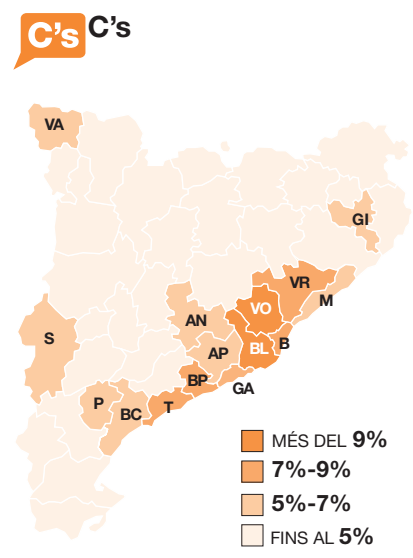 C's C's
VA
GI
VR
M
VO
AN
S
B
BL
AP
BP
GA
P
BC
T
MÉS DEL 9%
7%-9%
5%-7%
FINS AL 5%